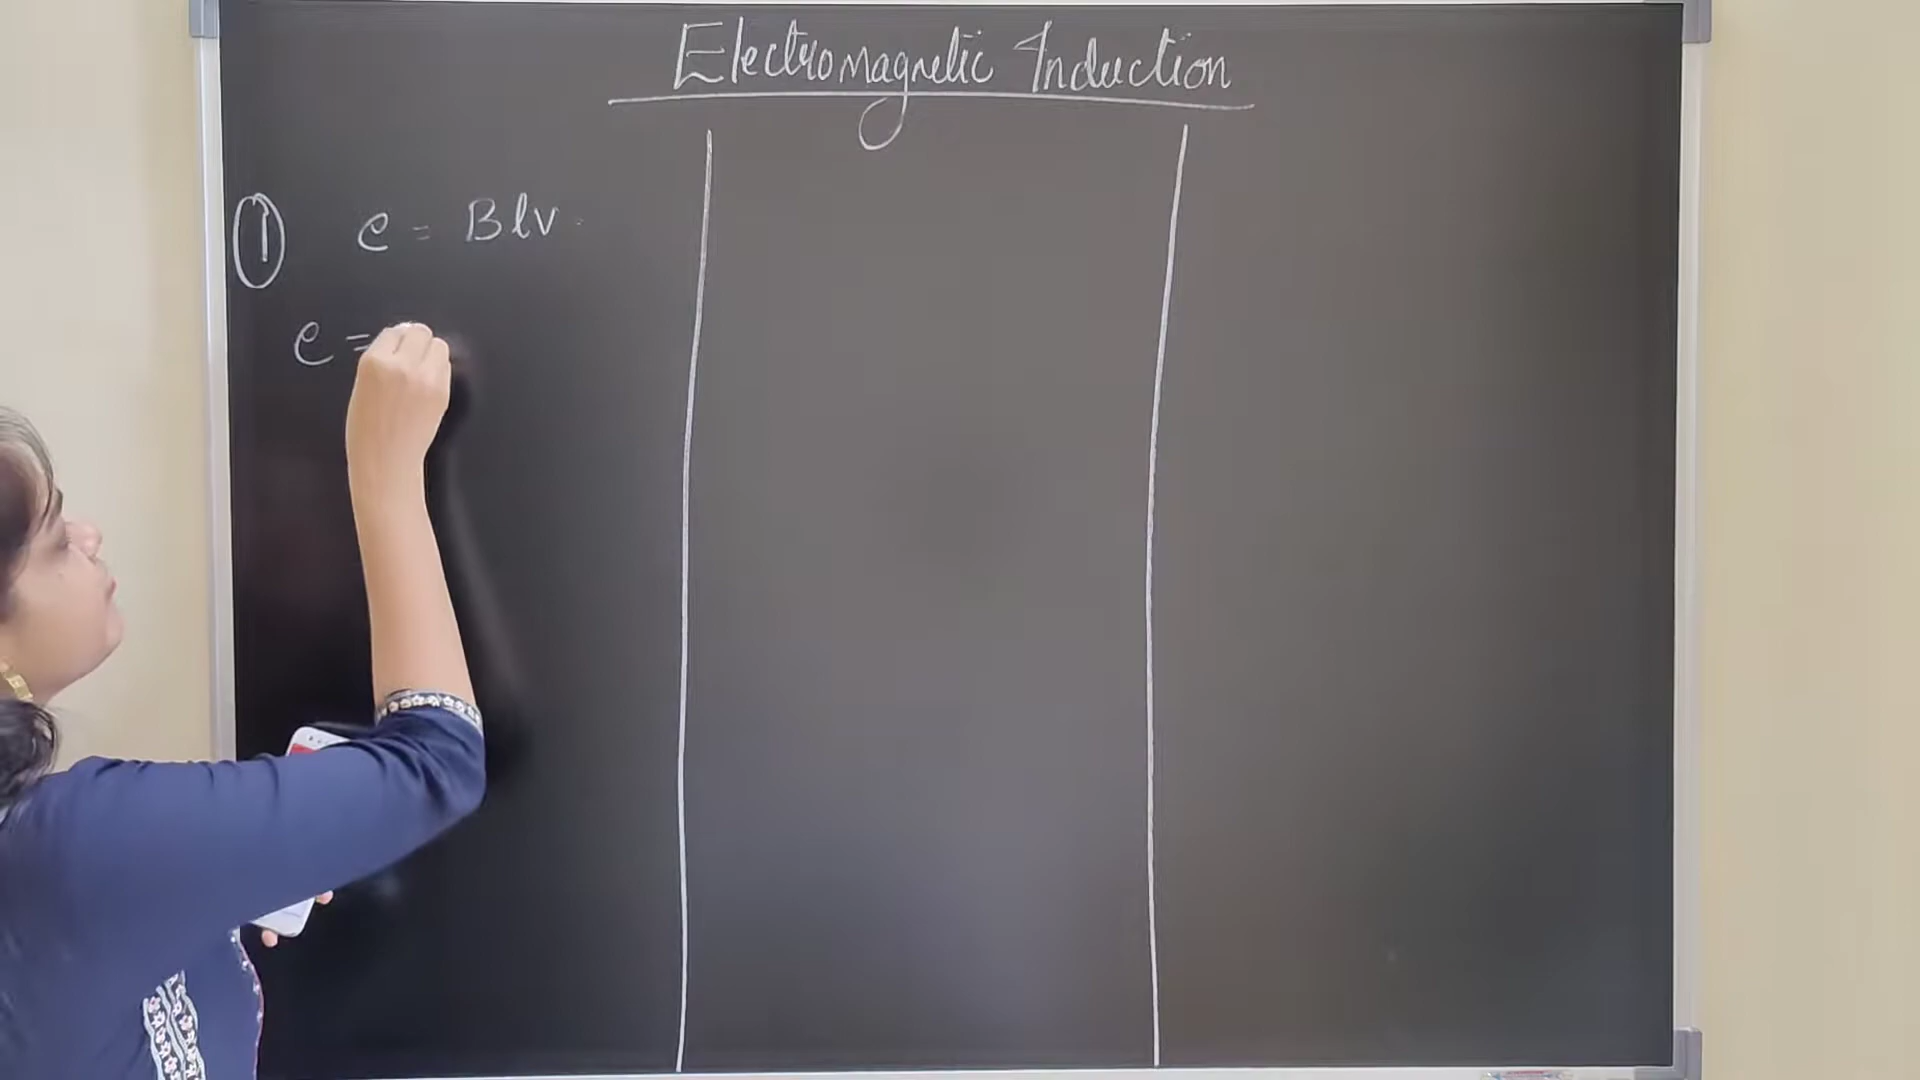 Electromagnetic Induction
① e = Blv
e =